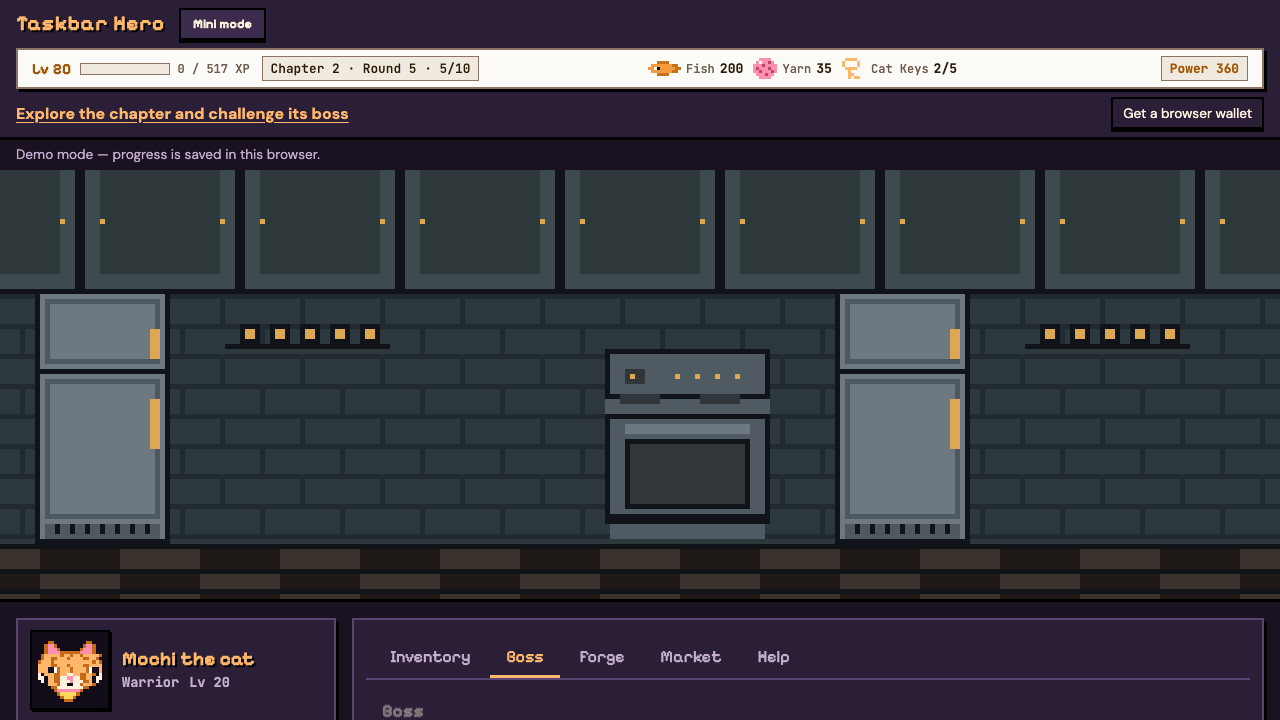 Taskbar Hero
Mini mode
Lv 20
0 / 517 XP
Chapter 2 · Round 5 · 5/10
Fish 200
Yarn 35
Cat Keys 2/5
Power 360
Explore the chapter and challenge its boss
Get a browser wallet
Demo mode — progress is saved in this browser.
Mochi the cat
Warrior Lv 20
Inventory
Boss
Forge
Market
Help
Boss